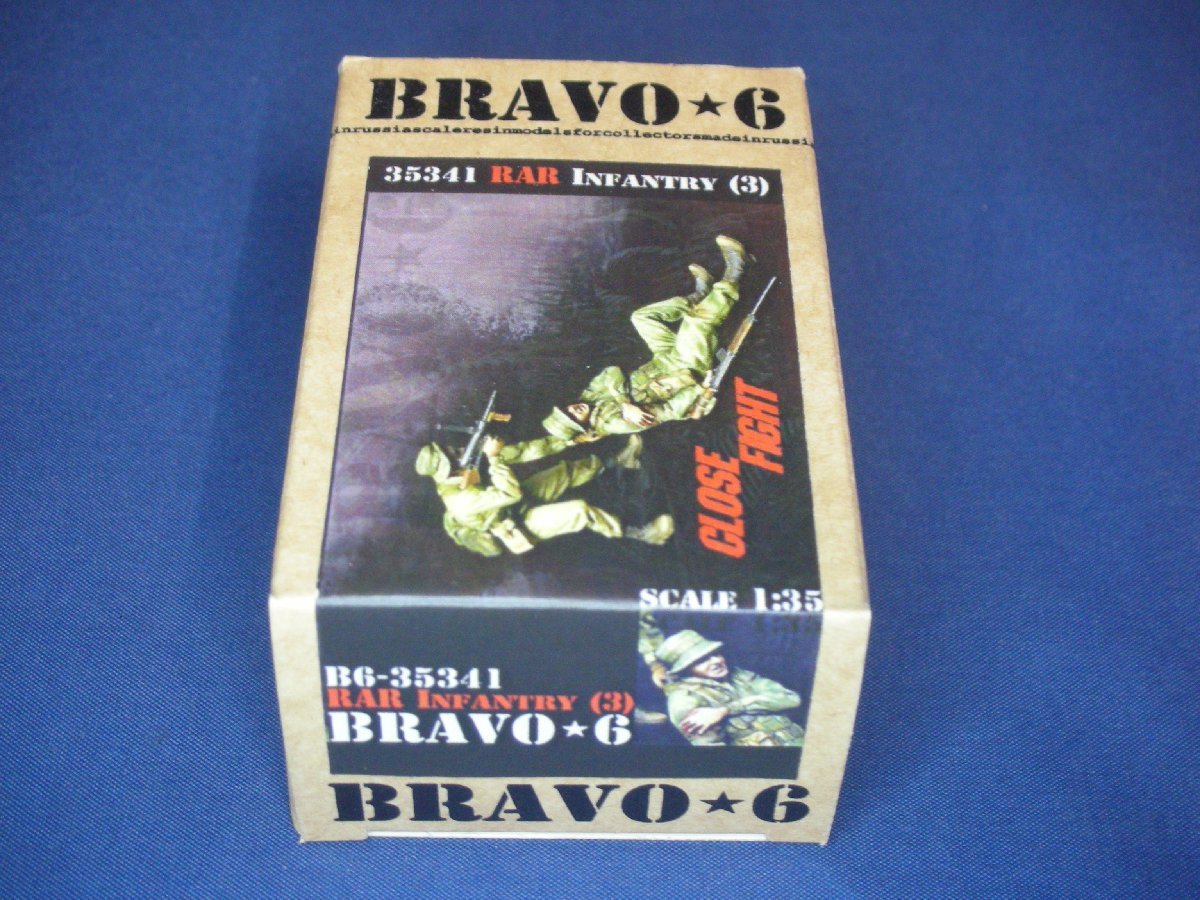 BRAVO★6
inrussiascaleresinmodelsforcollectorsmadeinrussi
35341 RAR INFANTRY (3)
CLOSE
FIGHT
SCALE 1:35
B6-35341
RAR INFANTRY (3)
BRAVO★6
BRAVO★6